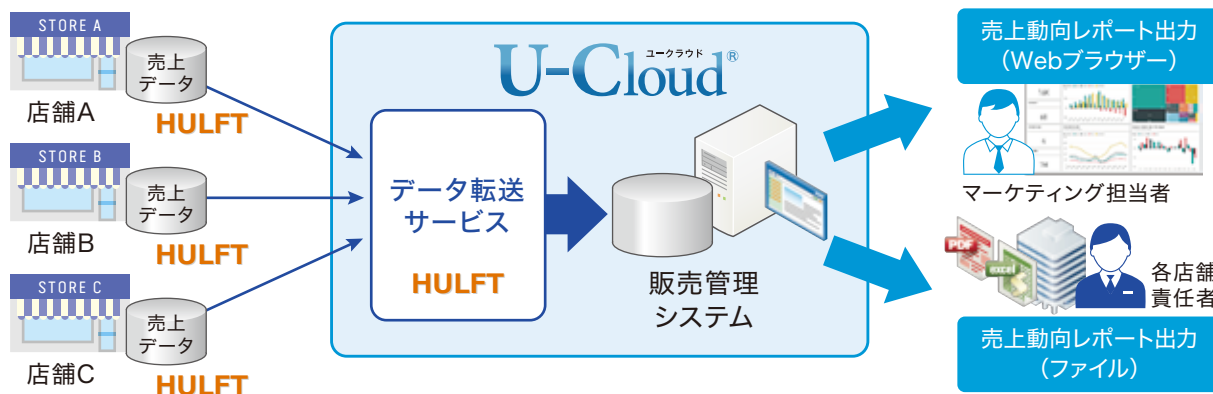 STORE A
売上
データ
店舗A
HULFT
STORE B
売上
データ
店舗B
HULFT
STORE C
売上
データ
店舗C
HULFT
ユークラウド
U-Cloud®
データ転送
サービス
HULFT
販売管理
システム
売上動向レポート出力
（Webブラウザー）
マーケティング担当者
PDF
excel
各店舗
責任者
売上動向レポート出力
（ファイル）